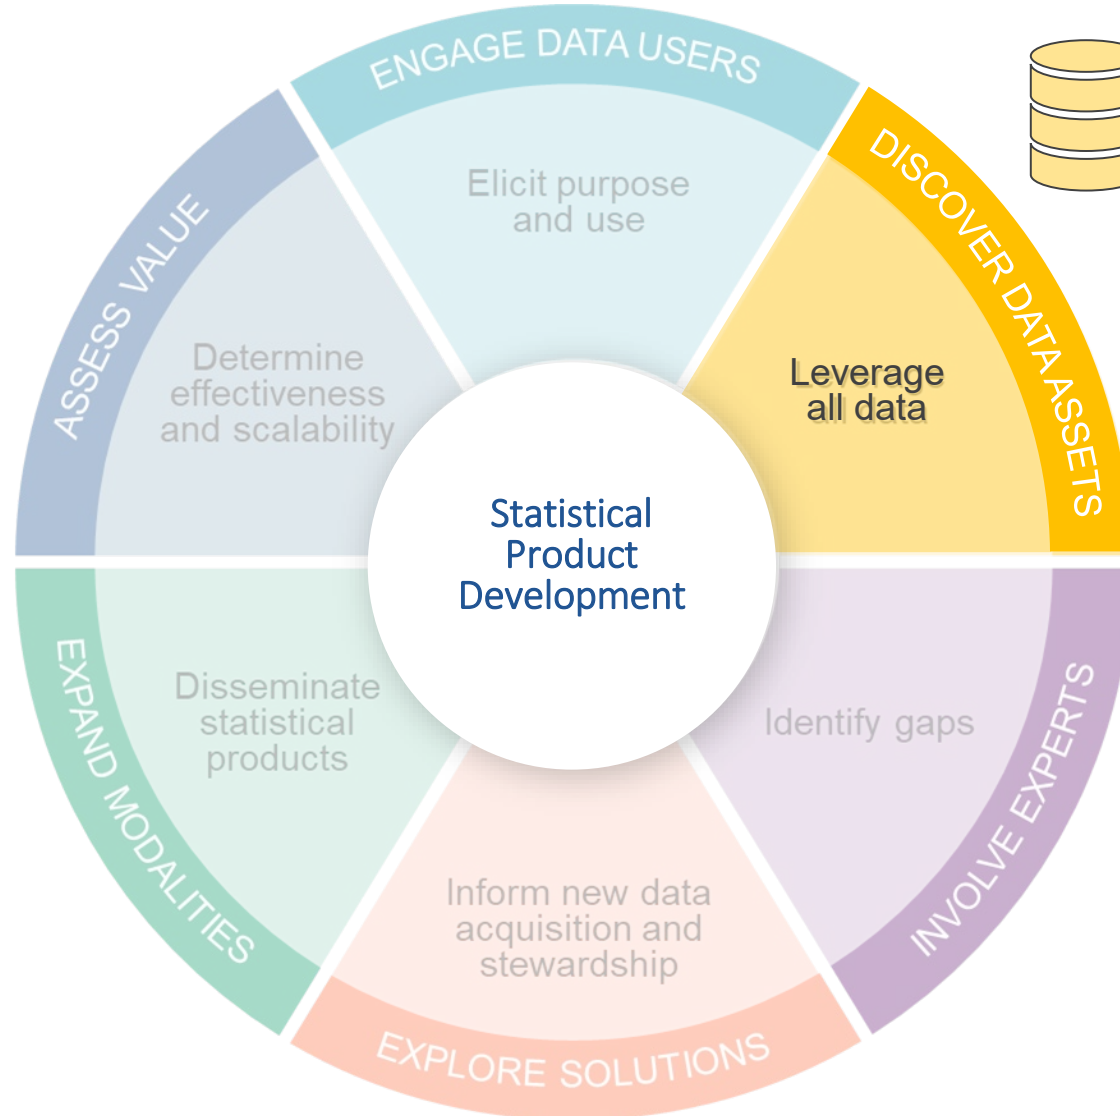 ENGAGE DATA USERS
Elicit purpose
and use
DISCOVER DATA ASSETS
Leverage
all data
INVOLVE EXPERTS
Identify gaps
EXPLORE SOLUTIONS
Inform new data
acquisition and
stewardship
EXPAND MODALITIES
Disseminate
statistical
products
ASSESS VALUE
Determine
effectiveness
and scalability
Statistical
Product
Development